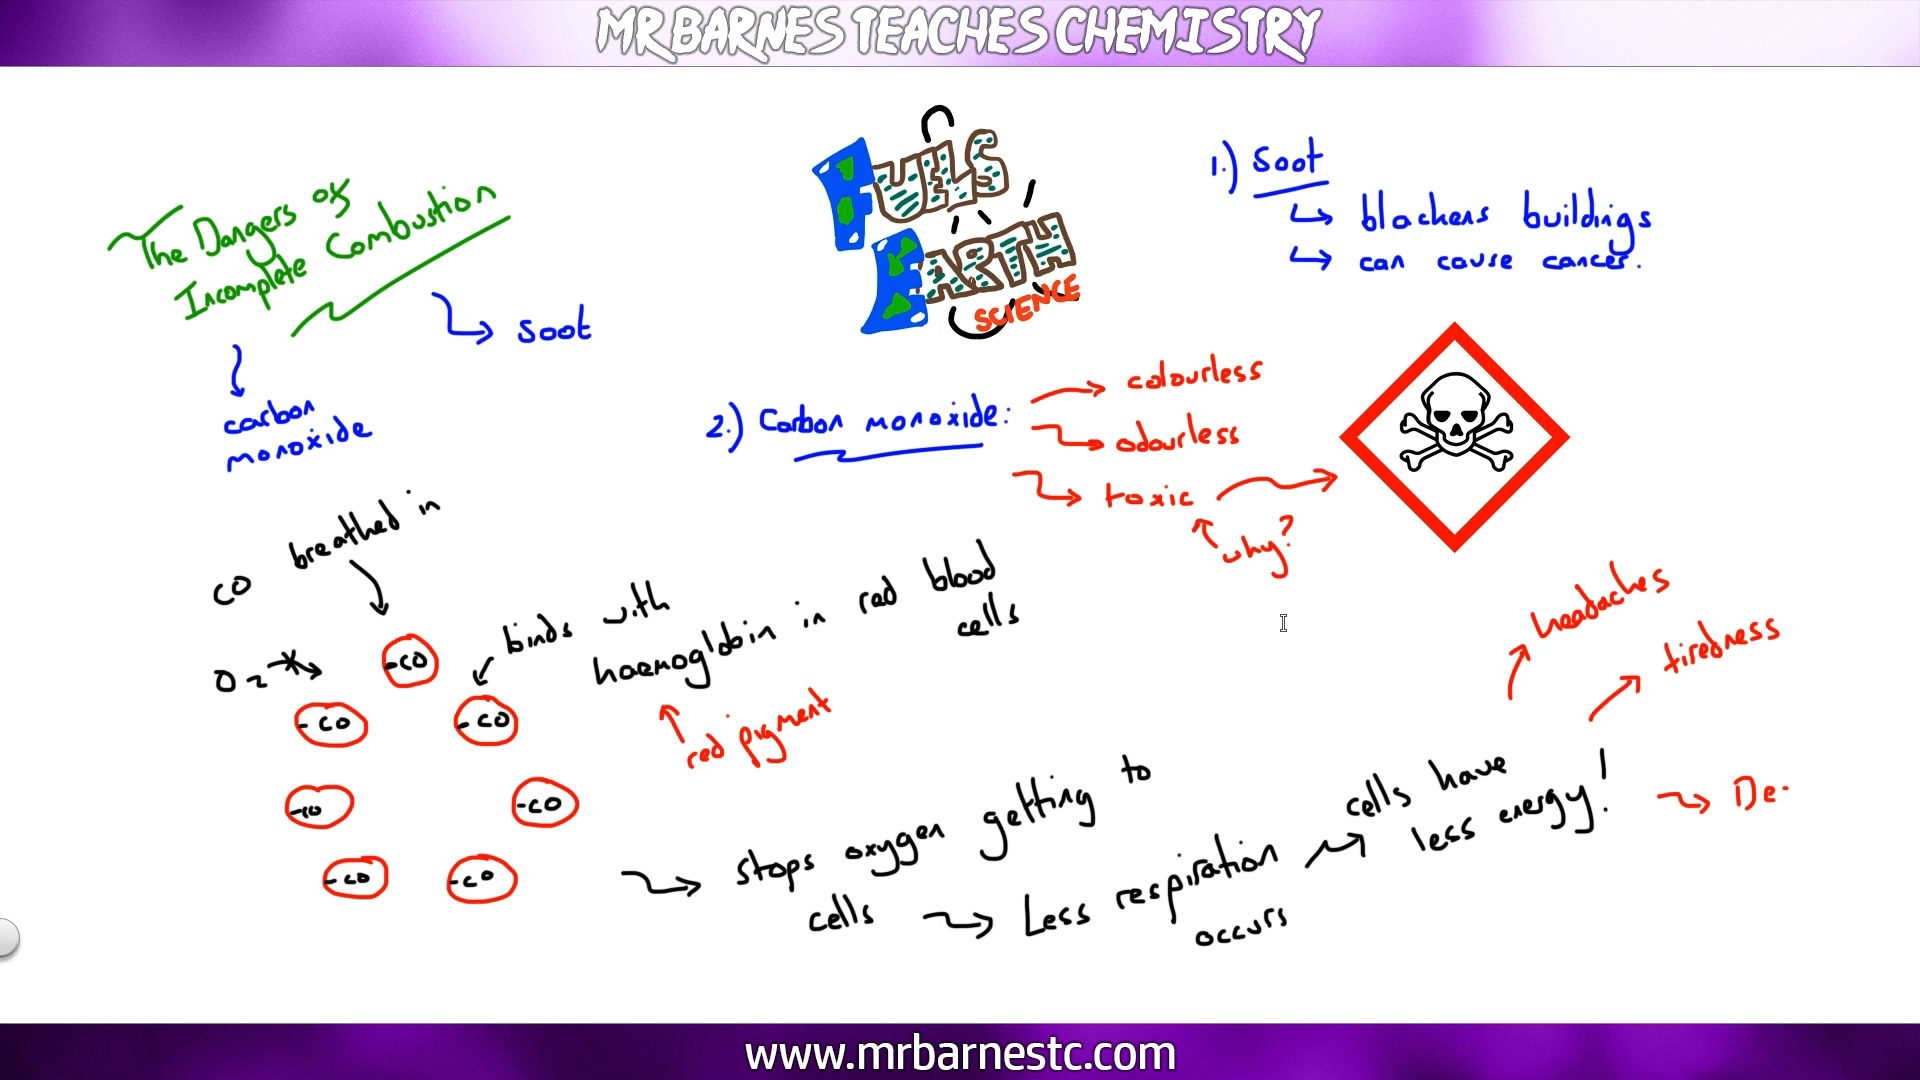 MR BARNES TEACHES CHEMISTRY
The Dangers of
Incomplete Combustion
soot
carbon
monoxide
FUELS
EARTH
SCIENCE
1.) Soot
blackens buildings
can cause cancer.
2.) Carbon monoxide:
colourless
odourless
toxic
why?
CO breathed in
O2
-CO
-CO
-CO
-CO
-CO
-CO
-CO
binds with
haemoglobin in red blood
cells
red pigment
stops oxygen getting to
cells
Less respiration
occurs
cells have
less energy!
headaches
tiredness
De
www.mrbarnestc.com